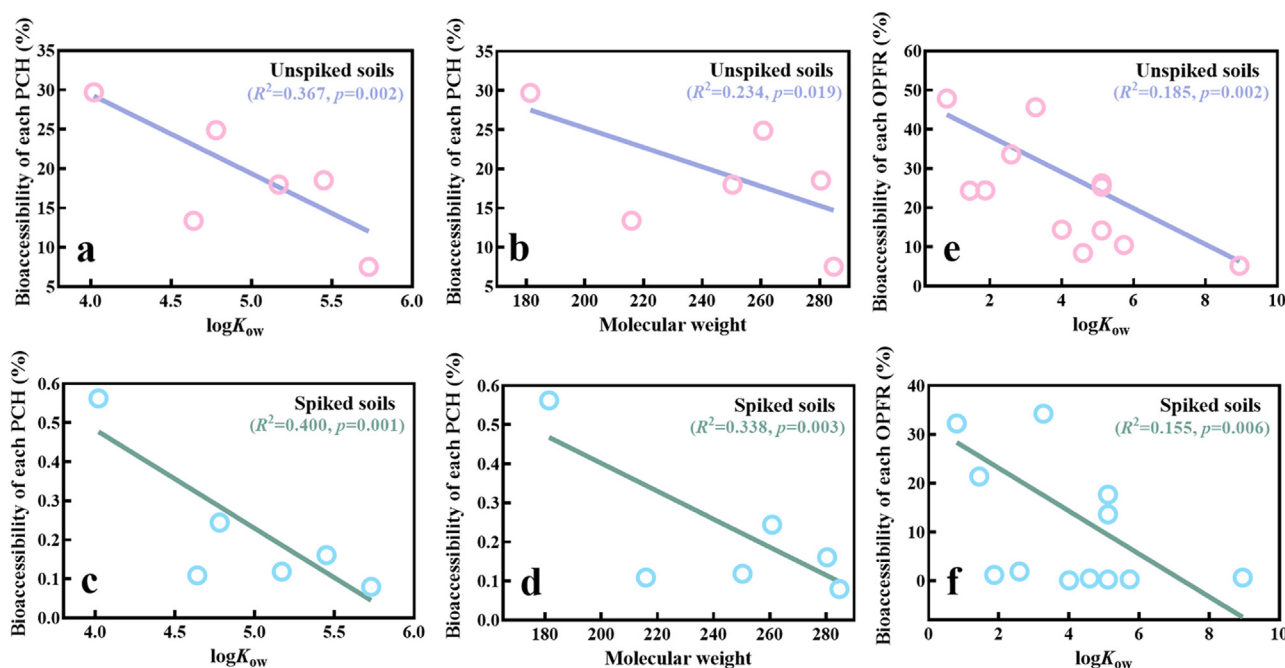 Bioaccessibility of each PCH (%)
35
30
25
20
15
10
5
Unspiked soils
(R²=0.367, p=0.002)
a
4.0 4.5 5.0 5.5 6.0
logKow
Bioaccessibility of each PCH (%)
35
30
25
20
15
10
5
Unspiked soils
(R²=0.234, p=0.019)
b
180 200 220 240 260 280
Molecular weight
Bioaccessibility of each OPFR (%)
60
50
40
30
20
10
0
Unspiked soils
(R²=0.185, p=0.002)
e
2 4 6 8 10
logKow
Bioaccessibility of each PCH (%)
0.6
0.5
0.4
0.3
0.2
0.1
0.0
Spiked soils
(R²=0.400, p=0.001)
c
4.0 4.5 5.0 5.5 6.0
logKow
Bioaccessibility of each PCH (%)
0.6
0.5
0.4
0.3
0.2
0.1
0.0
Spiked soils
(R²=0.338, p=0.003)
d
180 200 220 240 260 280
Molecular weight
Bioaccessibility of each OPFR (%)
40
30
20
10
0
Spiked soils
(R²=0.155, p=0.006)
f
0 2 4 6 8 10
logKow